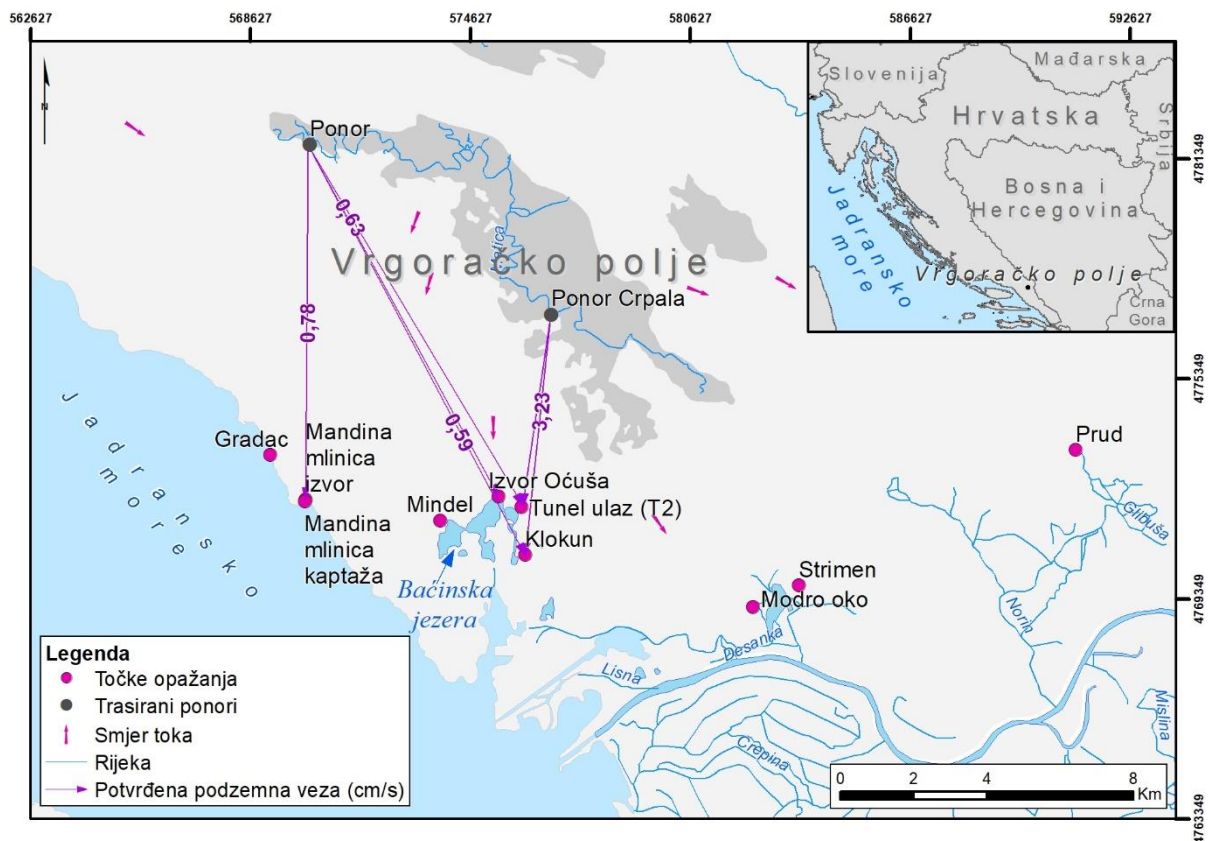 562627
568627
574627
580627
586627
592627
4781349
4775349
4769349
4763349
N
Slovenija
Mađarska
Hrvatska
Srbija
Bosna i
Hercegovina
Jadransko
more
Vrgoračko polje
Crna
Gora
Ponor
0,63
Matica
Vrgoračko polje
Ponor Crpala
0,78
3,23
0,59
Jadransko
more
Gradac
Mandina
mlinica
izvor
Mandina
mlinica
kaptaža
Mindel
Izvor Oćuša
Tunel ulaz (T2)
Klokun
Baćinska
jezera
Prud
Glibuša
Strimen
Modro oko
Norin
Desanka
Lisna
Crepina
Mislina
Legenda
Točke opažanja
Trasirani ponori
Smjer toka
Rijeka
Potvrđena podzemna veza (cm/s)
0 2 4 8
Km